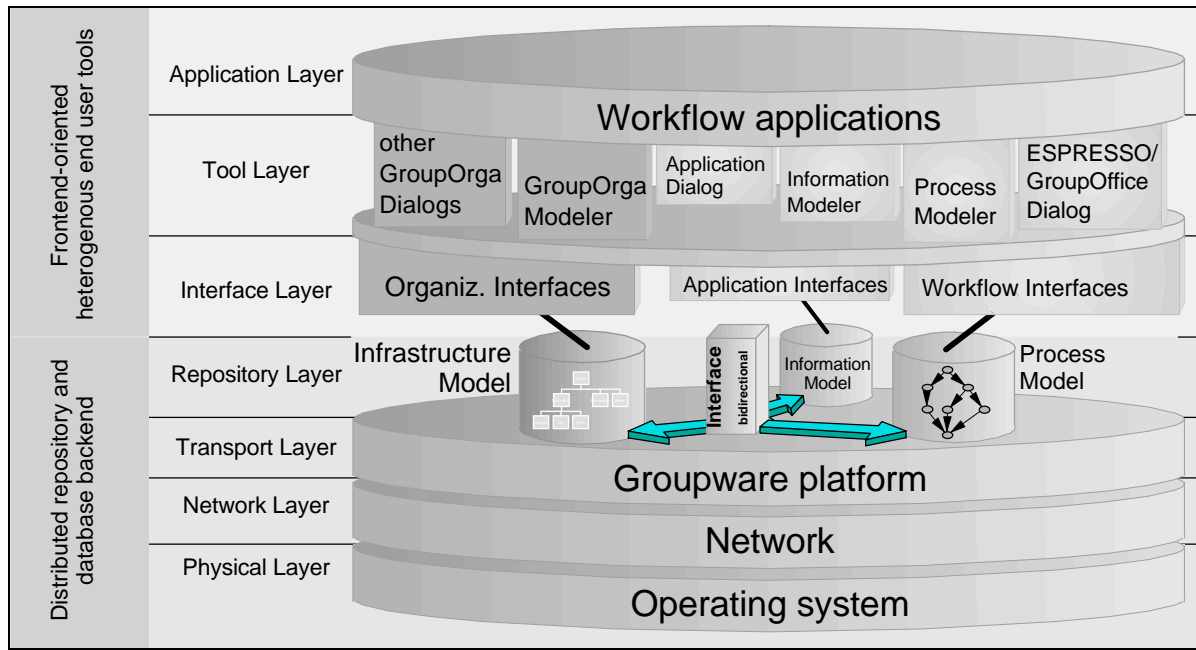 Frontend-oriented
heterogenous end user tools
Distributed repository and
database backend
Application Layer
Workflow applications
Tool Layer
other
GroupOrga
Dialogs
GroupOrga
Modeler
Application
Dialog
Information
Modeler
Process
Modeler
ESPRESSO/
GroupOffice
Dialog
Interface Layer
Organiz. Interfaces
Application Interfaces
Workflow Interfaces
Repository Layer
Infrastructure
Model
Interface
bidirectional
Information
Model
Process
Model
Transport Layer
Groupware platform
Network Layer
Network
Physical Layer
Operating system